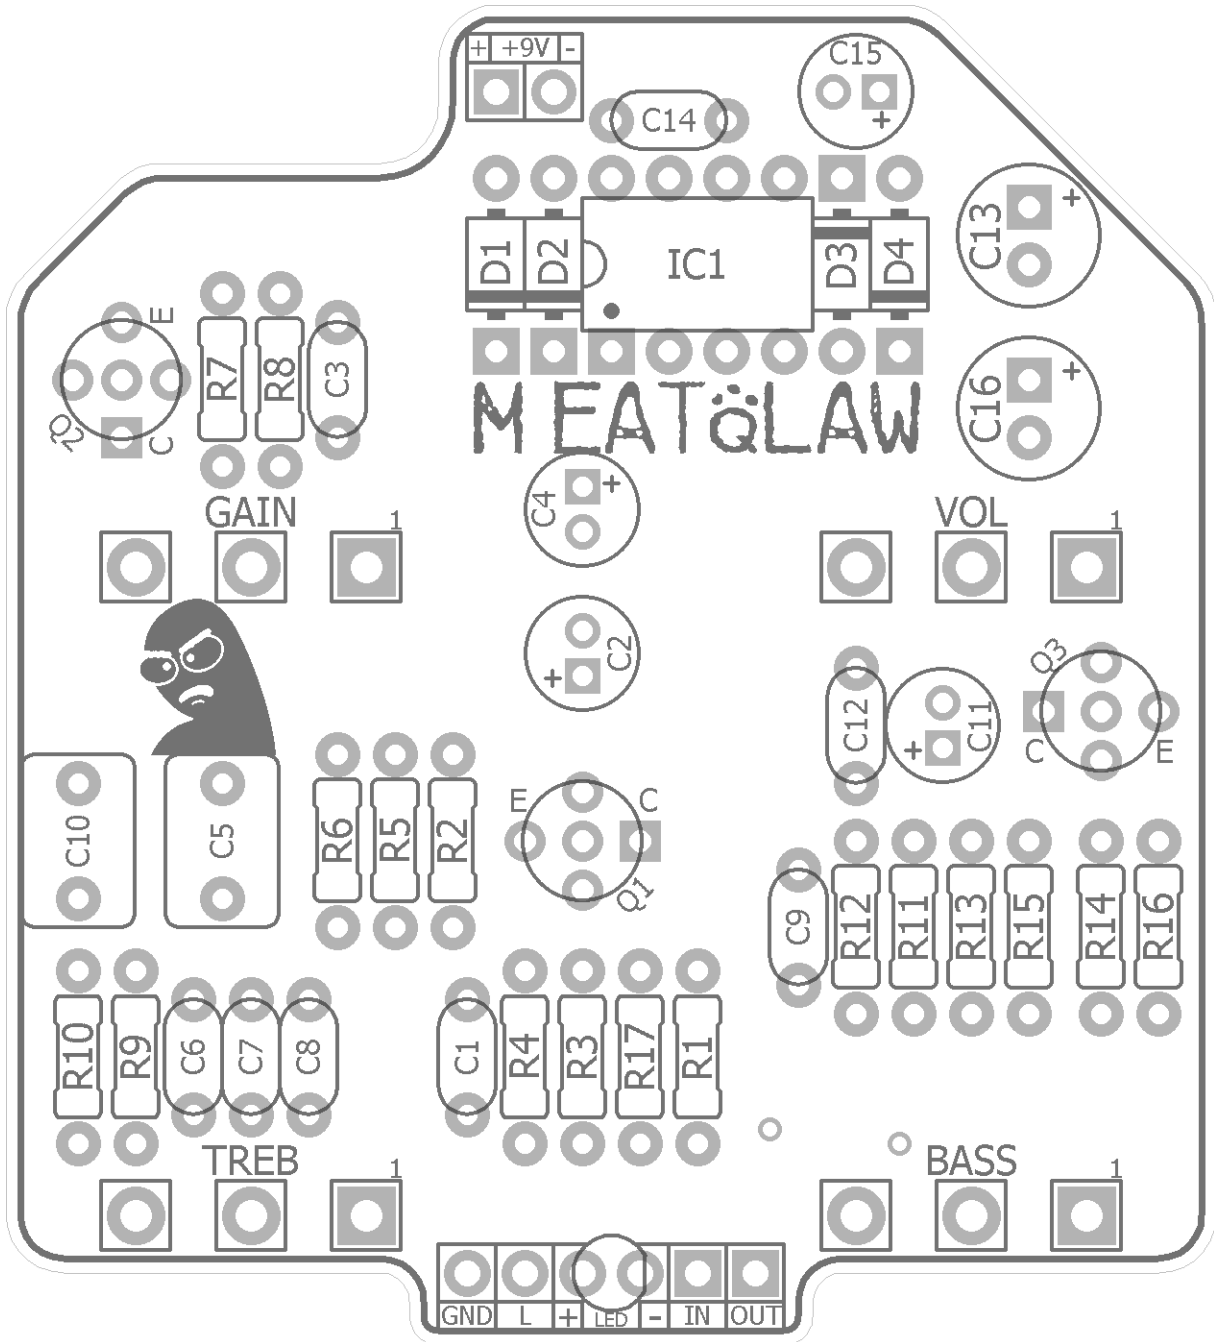 + +9V -
C15
+
C14
C13 +
D1 D2 IC1 D3 D4
E
Q2
C
R7 R8 C3
C16 +
MEATQLAW
C4 +
GAIN 1
VOL 1
C2
+
Q3
C12 C11
+
C E
C10 C5 R6 R5 R2
E C
Q1
C9 R12 R11 R13 R15 R14 R16
R10 R9 C6 C7 C8 C1 R4 R3 R17 R1
TREB 1
BASS 1
GND L + LED - IN OUT